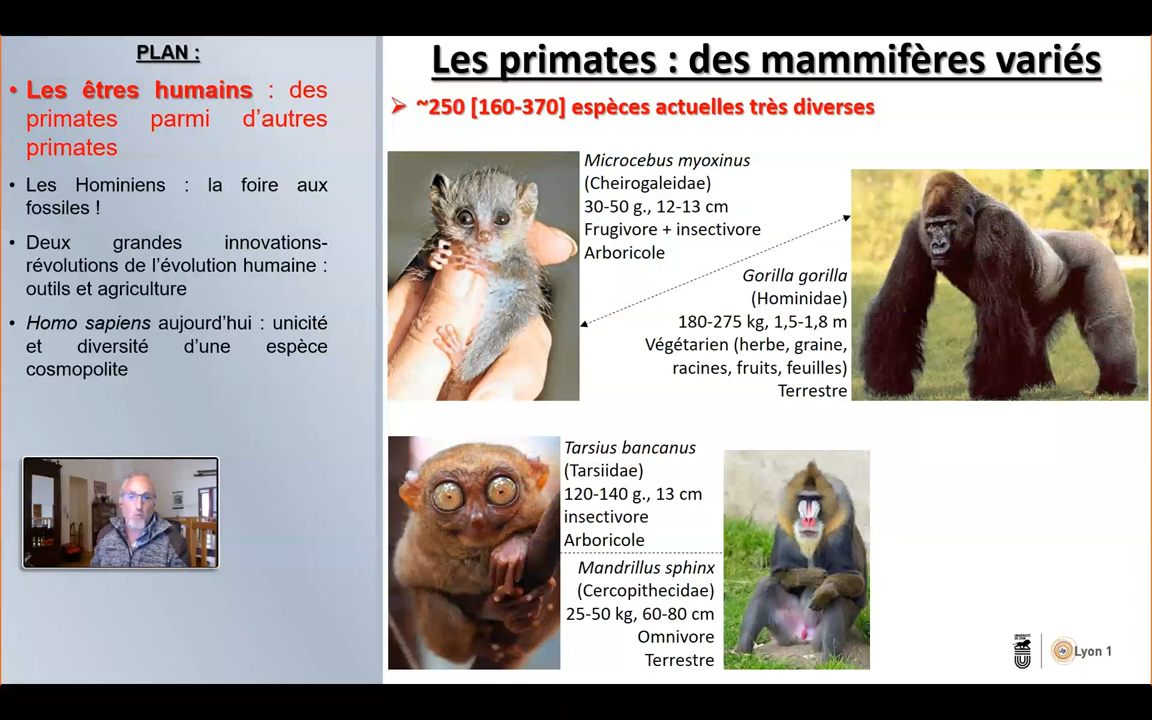 PLAN :
• Les êtres humains : des
primates parmi d’autres
primates
• Les Hominiens : la foire aux
fossiles !
• Deux grandes innovations-
révolutions de l’évolution humaine :
outils et agriculture
• Homo sapiens aujourd’hui : unicité
et diversité d’une espèce
cosmopolite
Les primates : des mammifères variés
➢ ~250 [160-370] espèces actuelles très diverses
Microcebus myoxinus
(Cheirogaleidae)
30-50 g., 12-13 cm
Frugivore + insectivore
Arboricole
Gorilla gorilla
(Hominidae)
180-275 kg, 1,5-1,8 m
Végétarien (herbe, graine,
racines, fruits, feuilles)
Terrestre
Tarsius bancanus
(Tarsiidae)
120-140 g., 13 cm
insectivore
Arboricole
Mandrillus sphinx
(Cercopithecidae)
25-50 kg, 60-80 cm
Omnivore
Terrestre
Lyon 1